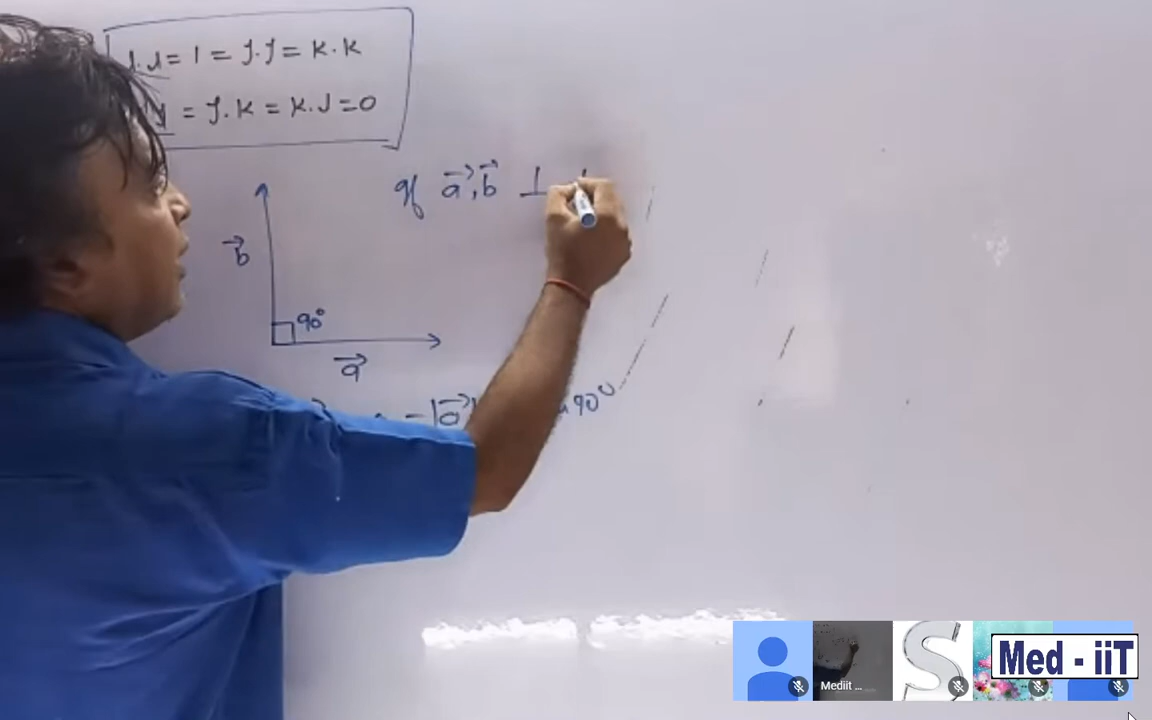 = 1 = J.J = K.K
= J.K = K.J = 0
If a⃗, b⃗ ⊥
b⃗
90°
a⃗
= |a⃗|
90°
Mediit ...
Med - iiT